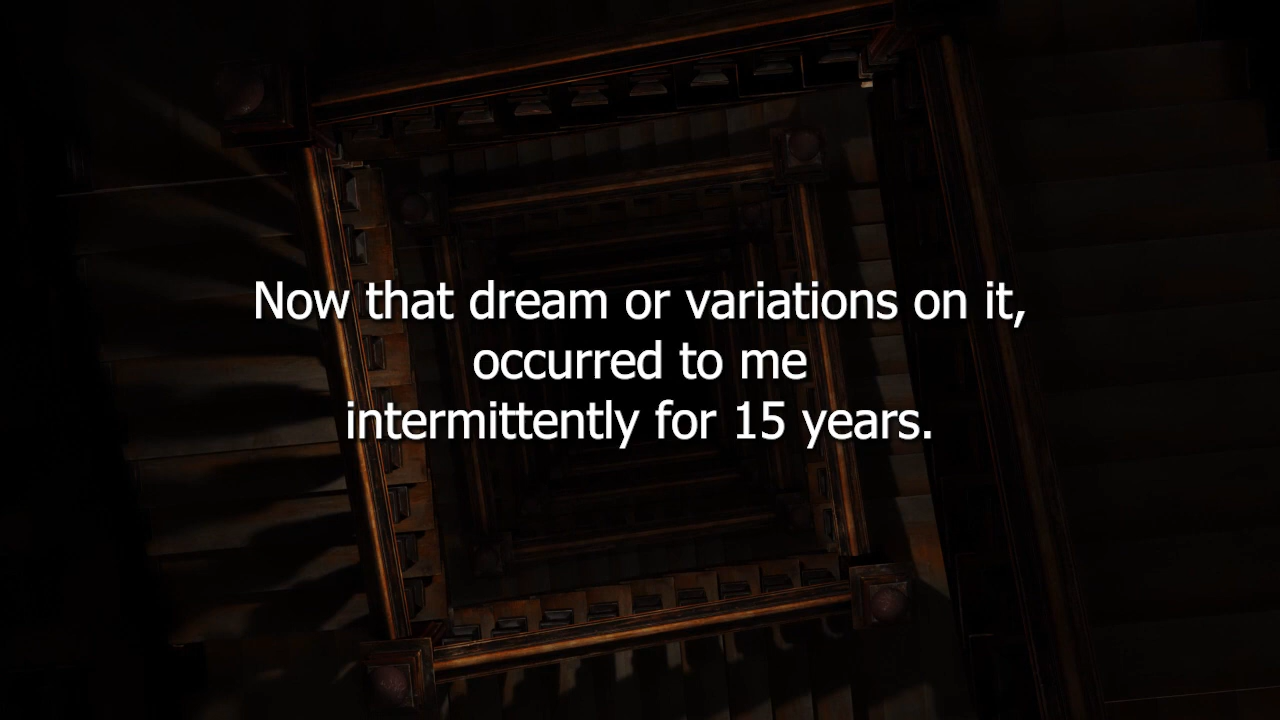 Now that dream or variations on it,
occurred to me
intermittently for 15 years.